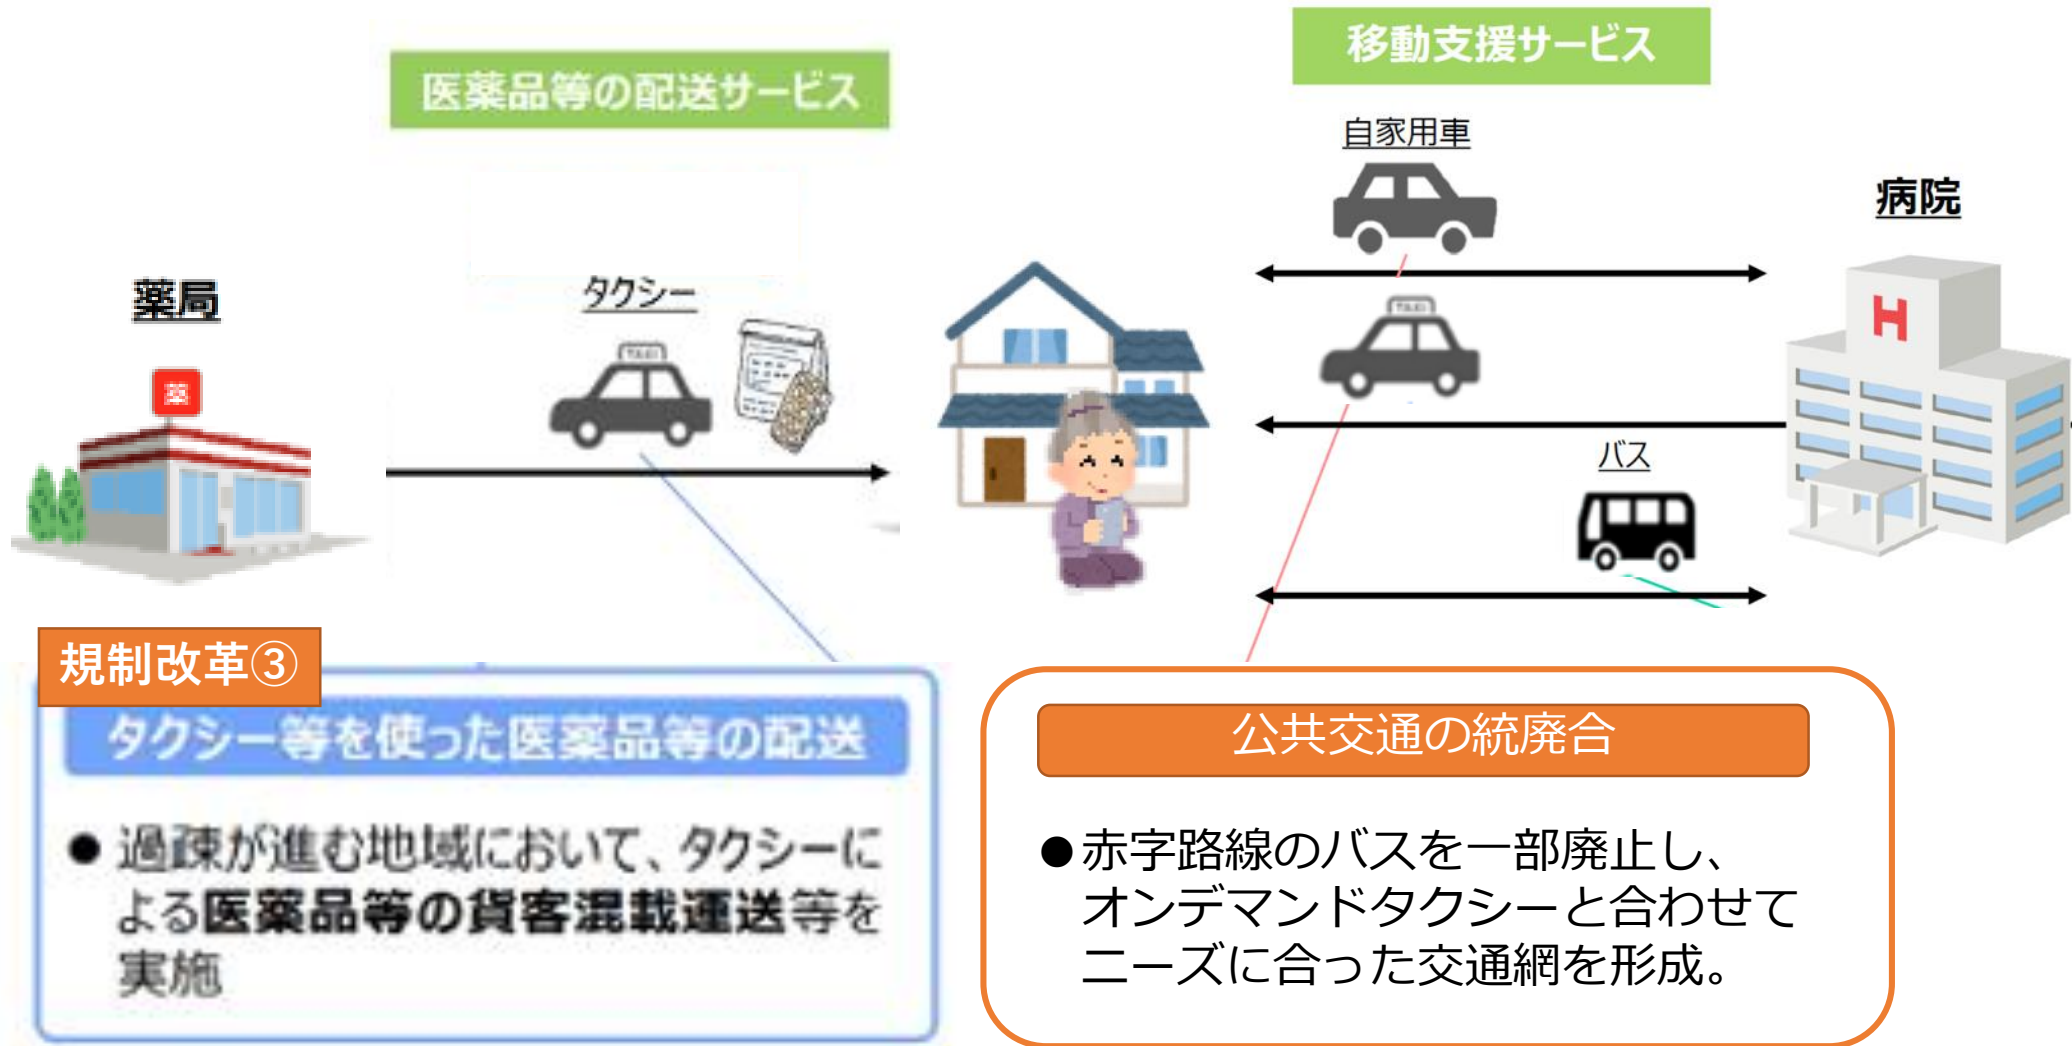 移動支援サービス
医薬品等の配送サービス
自家用車
病院
薬局
タクシー
TAXI
TAXI
薬
H
バス
規制改革③
タクシー等を使った医薬品等の配送
● 過疎が進む地域において、タクシーに
よる医薬品等の貨客混載運送等を
実施
公共交通の統廃合
●赤字路線のバスを一部廃止し、
オンデマンドタクシーと合わせて
ニーズに合った交通網を形成。